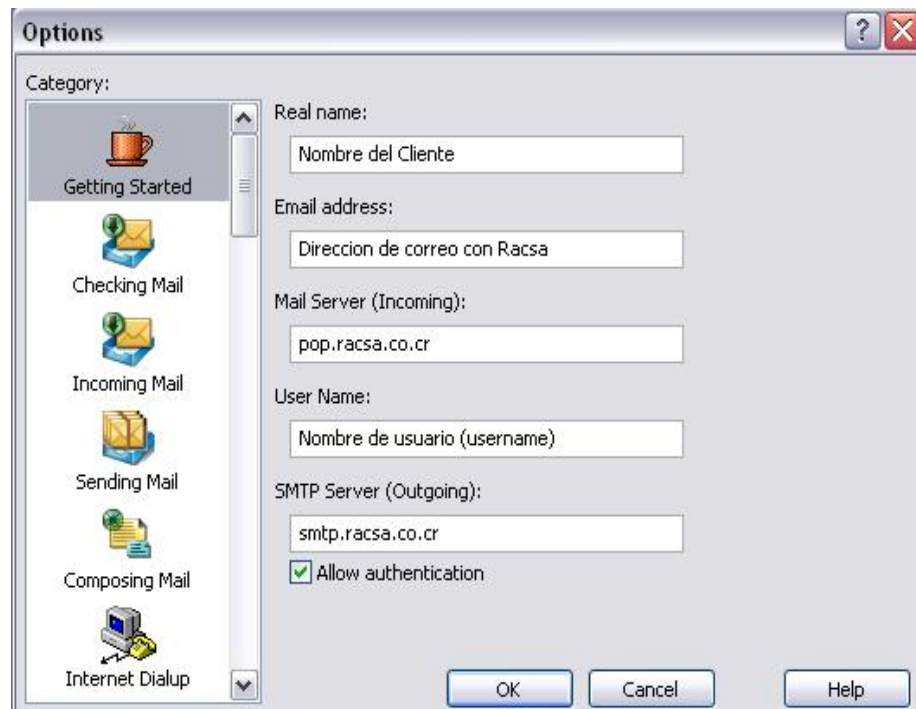 Options
Category:
Getting Started
Checking Mail
Incoming Mail
Sending Mail
Composing Mail
Internet Dialup
Real name:
Nombre del Cliente
Email address:
Direccion de correo con Racsa
Mail Server (Incoming):
pop.racsa.co.cr
User Name:
Nombre de usuario (username)
SMTP Server (Outgoing):
smtp.racsa.co.cr
Allow authentication
OK
Cancel
Help